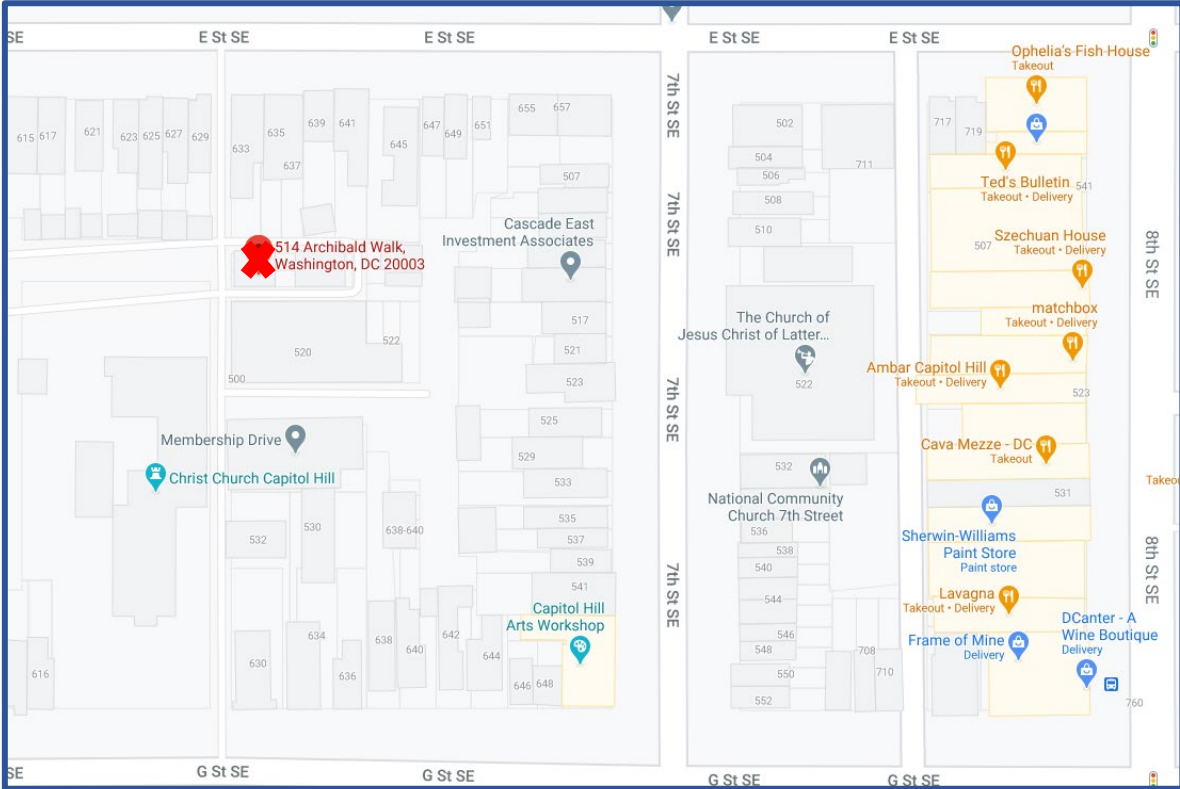 SE
E St SE
E St SE
E St SE
E St SE
Ophelia's Fish House
Takeout
7th St SE
615
617
621
623
625
627
629
633
635
637
639
641
645
647
649
651
655
657
507
502
504
506
508
510
711
717
719
Ted's Bulletin
Takeout • Delivery
541
7th St SE
Cascade East
Investment Associates
514 Archibald Walk,
Washington, DC 20003
Szechuan House
Takeout • Delivery
507
8th St SE
matchbox
Takeout • Delivery
The Church of
Jesus Christ of Latter...
522
517
521
523
520
522
500
Ambar Capitol Hill
Takeout • Delivery
523
7th St SE
525
529
533
Membership Drive
Christ Church Capitol Hill
Cava Mezze - DC
Takeout
532
National Community
Church 7th Street
531
Takeou
Sherwin-Williams
Paint Store
Paint store
532
530
638-640
535
537
539
541
536
538
540
544
546
548
550
552
7th St SE
8th St SE
Lavagna
Takeout • Delivery
Capitol Hill
Arts Workshop
DCanter - A
Wine Boutique
Delivery
Frame of Mine
Delivery
616
630
634
636
638
640
642
644
646
648
708
710
760
SE
G St SE
G St SE
G St SE
G St SE